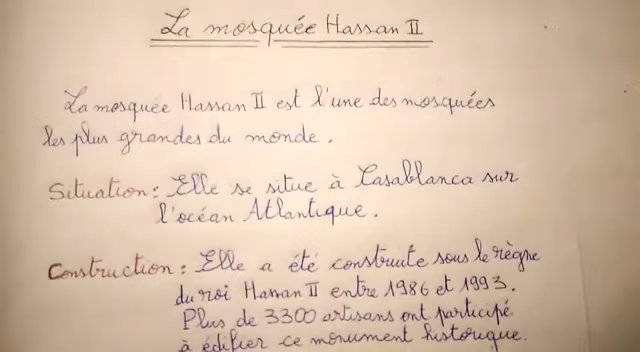 La mosquée Hassan II
La mosquée Hassan II est l'une des mosquées
les plus grandes du monde.
Situation : Elle se situe à Casablanca sur
l'océan Atlantique.
Construction : Elle a été construite sous le règne
du roi Hassan II entre 1986 et 1993.
Plus de 3300 artisans ont participé
à édifier ce monument historique.